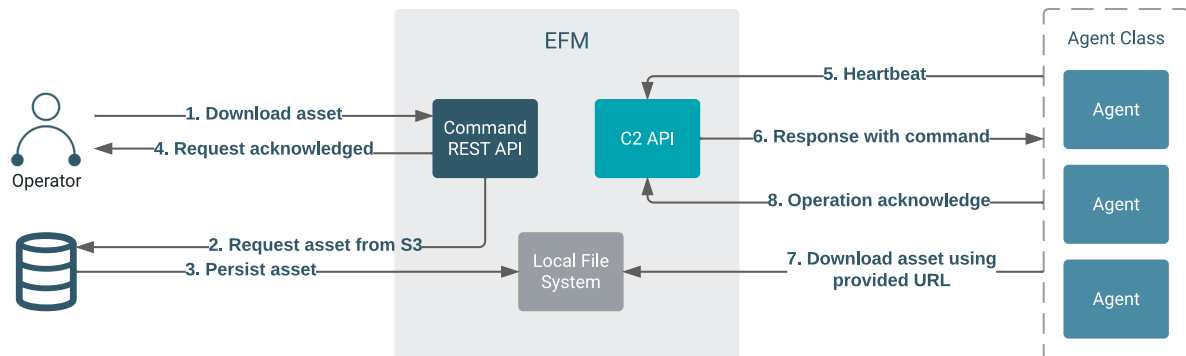 EFM
Agent Class
5. Heartbeat
Agent
1. Download asset
Command
REST API
C2 API
6. Response with command
4. Request acknowledged
Operator
8. Operation acknowledge
Agent
2. Request asset from S3
3. Persist asset
Local File
System
7. Download asset using
provided URL
Agent